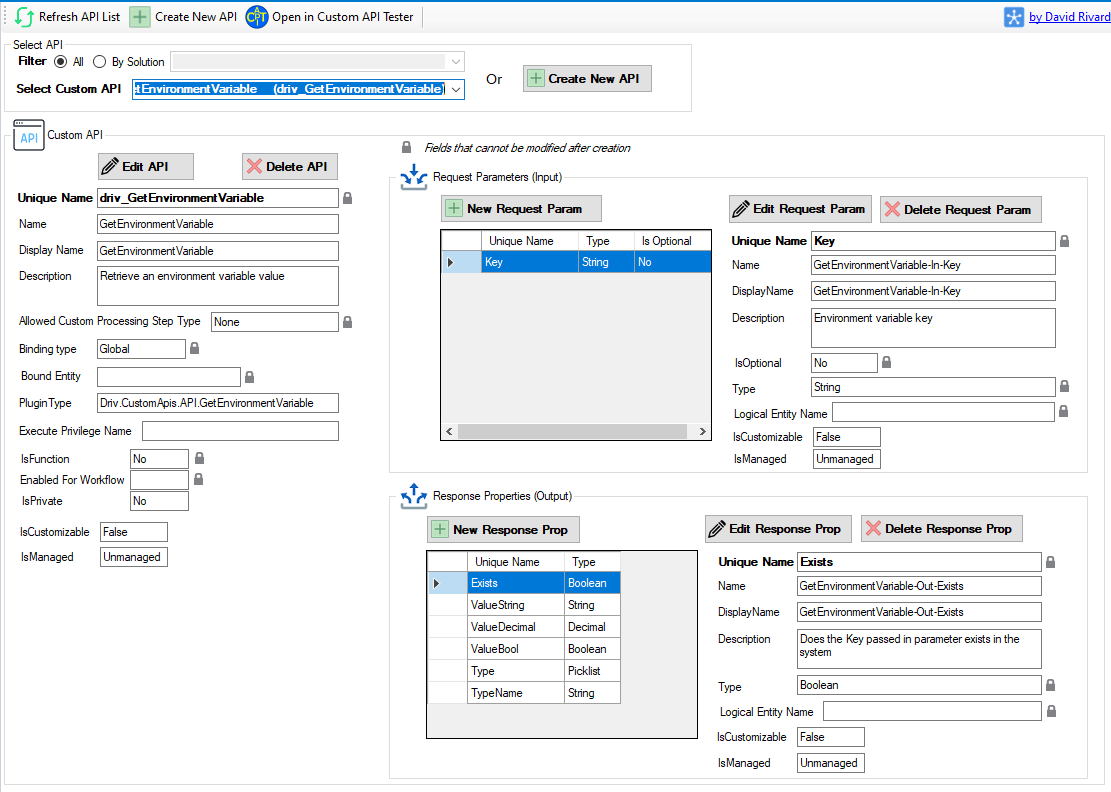 Refresh API List Create New API CAT Open in Custom API Tester by David Rivard
Select API
Filter All By Solution
Select Custom API tEnvironmentVariable (driv_GetEnvironmentVariable) Or Create New API
API Custom API
Edit API Delete API
Unique Name driv_GetEnvironmentVariable
Name GetEnvironmentVariable
Display Name GetEnvironmentVariable
Description Retrieve an environment variable value
Allowed Custom Processing Step Type None
Binding type Global
Bound Entity
PluginType Driv.CustomApis.API.GetEnvironmentVariable
Execute Privilege Name
IsFunction No
Enabled For Workflow
IsPrivate No
IsCustomizable False
IsManaged Unmanaged
Fields that cannot be modified after creation
Request Parameters (Input)
New Request Param
Unique Name Type Is Optional
Key String No
Edit Request Param Delete Request Param
Unique Name Key
Name GetEnvironmentVariable-In-Key
DisplayName GetEnvironmentVariable-In-Key
Description Environment variable key
IsOptional No
Type String
Logical Entity Name
IsCustomizable False
IsManaged Unmanaged
Response Properties (Output)
New Response Prop
Unique Name Type
Exists Boolean
ValueString String
ValueDecimal Decimal
ValueBool Boolean
Type Picklist
TypeName String
Edit Response Prop Delete Response Prop
Unique Name Exists
Name GetEnvironmentVariable-Out-Exists
DisplayName GetEnvironmentVariable-Out-Exists
Description Does the Key passed in parameter exists in the
system
Type Boolean
Logical Entity Name
IsCustomizable False
IsManaged Unmanaged